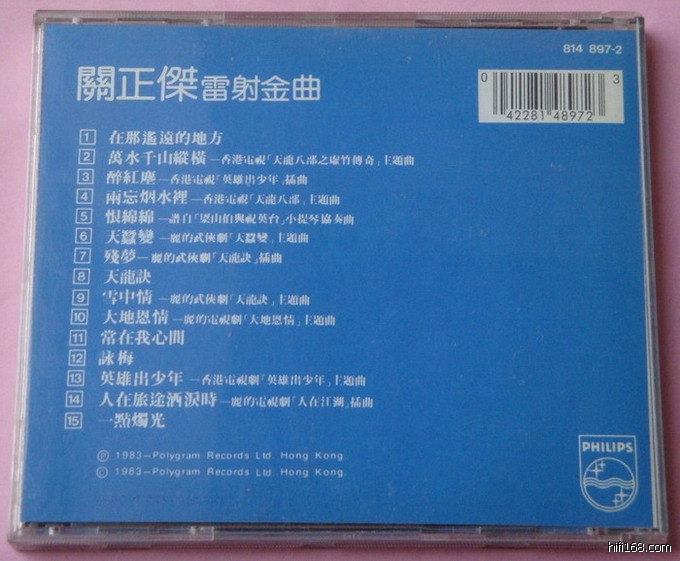 814 897-2
關正傑雷射金曲
0 42281 48972 3
1 在那遙遠的地方
2 萬水千山縱橫—香港電視「天龍八部之虛竹傳奇」主題曲
3 醉紅塵—香港電視「英雄出少年」插曲
4 兩忘烟水裡—香港電視「天龍八部」主題曲
5 恨綿綿—譜自「梁山伯與祝英台」小提琴協奏曲
6 天蠶變—麗的武俠劇「天蠶變」主題曲
7 殘夢—麗的武俠劇「天龍訣」插曲
8 天龍訣
9 雪中情—麗的武俠劇「天龍訣」主題曲
10 大地恩情—麗的電視劇「大地恩情」主題曲
11 常在我心間
12 詠梅
13 英雄出少年—香港電視劇「英雄出少年」主題曲
14 人在旅途洒淚時—麗的電視劇「人在江湖」插曲
15 一點燭光
Ⓟ 1983—Polygram Records Ltd Hong Kong
© 1983—Polygram Records Ltd. Hong Kong.
PHILIPS
hifi168.com